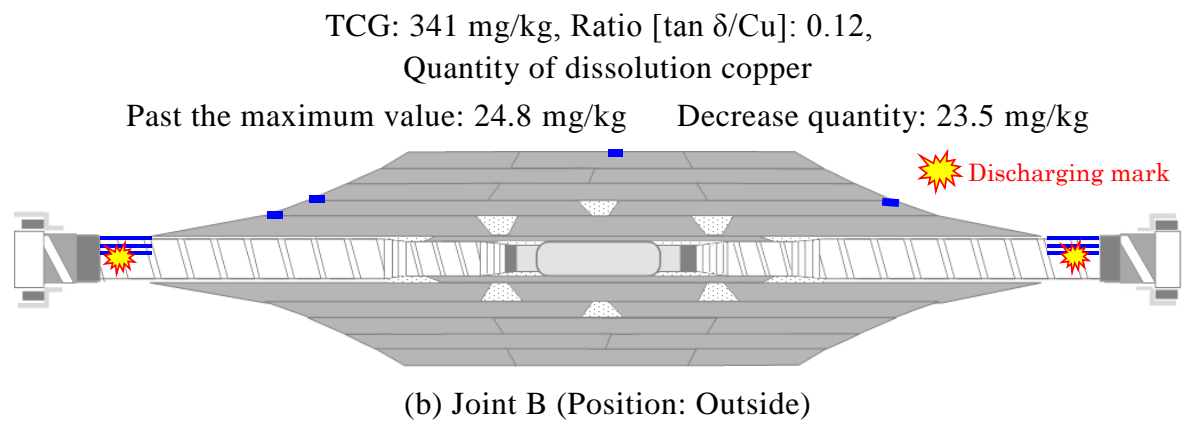 TCG: 341 mg/kg, Ratio [tan δ/Cu]: 0.12,
Quantity of dissolution copper
Past the maximum value: 24.8 mg/kg Decrease quantity: 23.5 mg/kg
Discharging mark
(b) Joint B (Position: Outside)